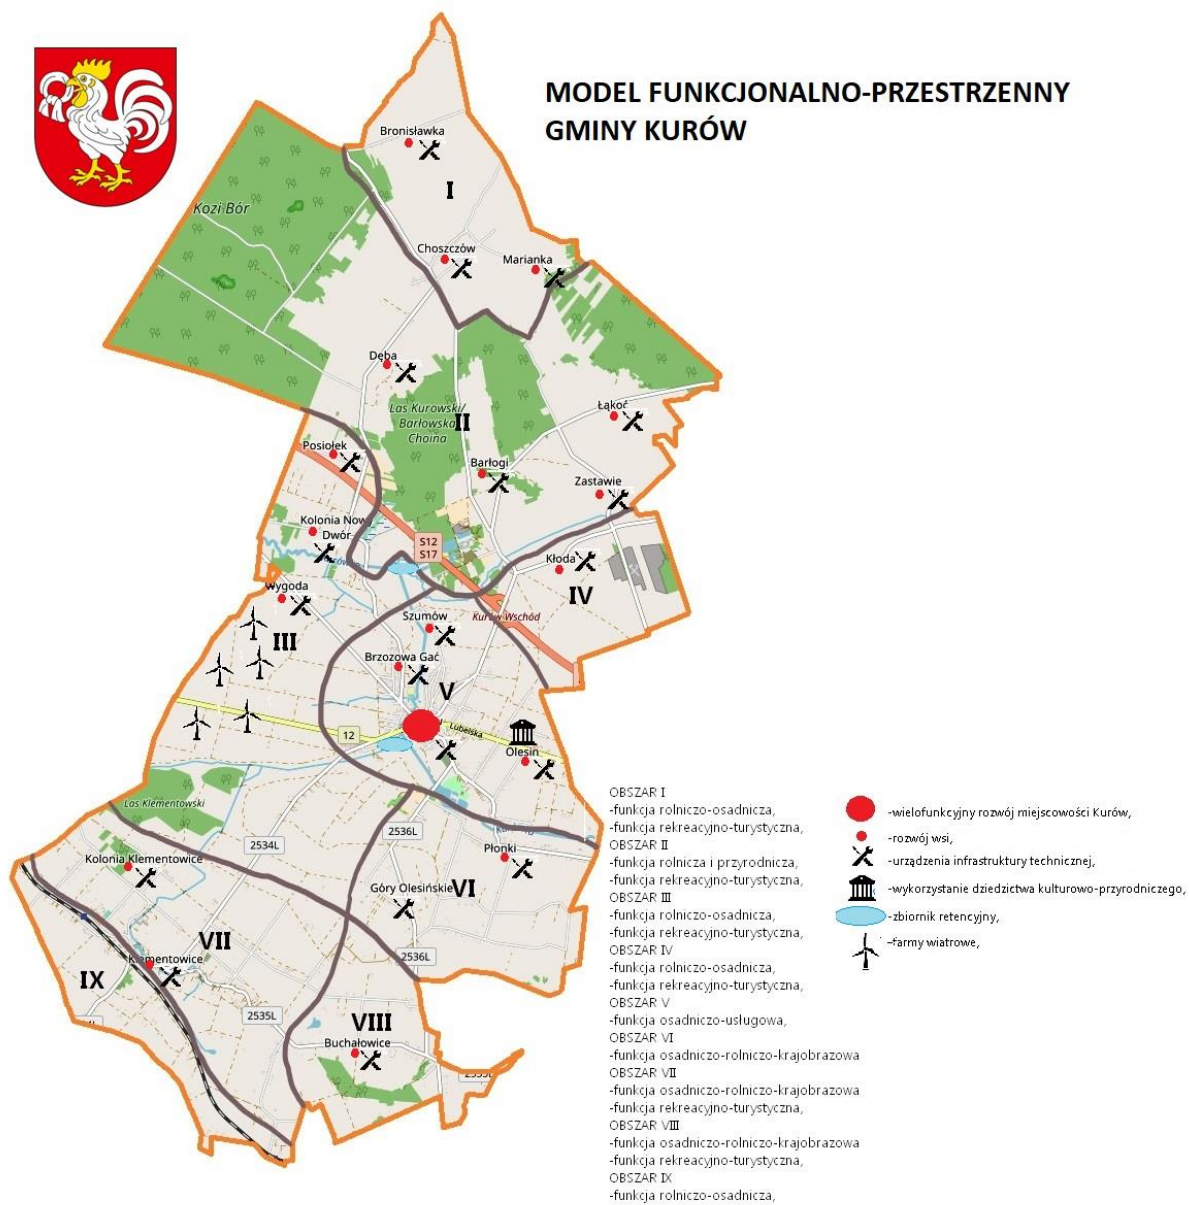 MODEL FUNKCJONALNO-PRZESTRZENNY
GMINY KURÓW
Bronisławka
I
Kozi Bór
Choszczów
Marianka
Dęba
Las Kurowski/
Barłowska
Choina
II
Łąkoć
Posiołek
Barłogi
Zastawie
Kolonia Nowy
Dwór
S12
S17
Kłoda
IV
Wygoda
Kurów Wschód
Szumów
III
Brzozowa Gać
V
12
Lubelska
Olesin
Las Klementowski
2534L
2536L
Kolonia Klementowice
Płonki
Góry Olesińskie
VI
VII
Klementowice
2536L
IX
2535L
VIII
Buchałowice
2535L
OBSZAR I
-funkcja rolniczo-osadnicza,
-funkcja rekreacyjno-turystyczna,
OBSZAR II
-funkcja rolnicza i przyrodnicza,
-funkcja rekreacyjno-turystyczna,
OBSZAR III
-funkcja rolniczo-osadnicza,
-funkcja rekreacyjno-turystyczna,
OBSZAR IV
-funkcja rolniczo-osadnicza,
-funkcja rekreacyjno-turystyczna,
OBSZAR V
-funkcja osadniczo-usługowa,
OBSZAR VI
-funkcja osadniczo-rolniczo-krajobrazowa
OBSZAR VII
-funkcja osadniczo-rolniczo-krajobrazowa
-funkcja rekreacyjno-turystyczna,
OBSZAR VIII
-funkcja osadniczo-rolniczo-krajobrazowa
-funkcja rekreacyjno-turystyczna,
OBSZAR IX
-funkcja rolniczo-osadnicza,
-wielofunkcyjny rozwój miejscowości Kurów,
-rozwój wsi,
-urządzenia infrastruktury technicznej,
-wykorzystanie dziedzictwa kulturowo-przyrodniczego,
-zbiornik retencyjny,
-farmy wiatrowe,